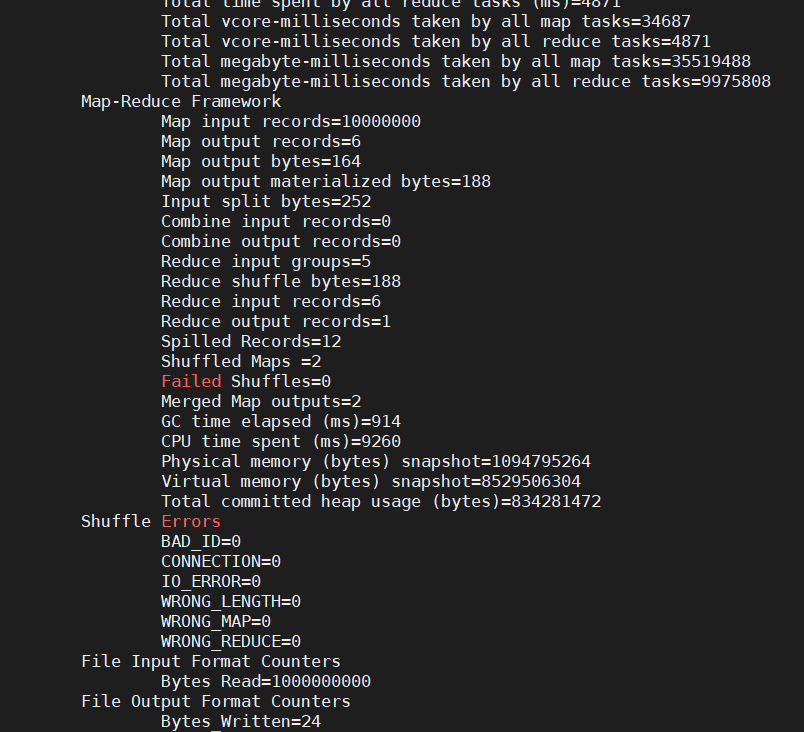 Total time spent by all reduce tasks (ms)=4871
Total vcore-milliseconds taken by all map tasks=34687
Total vcore-milliseconds taken by all reduce tasks=4871
Total megabyte-milliseconds taken by all map tasks=35519488
Total megabyte-milliseconds taken by all reduce tasks=9975808
Map-Reduce Framework
Map input records=10000000
Map output records=6
Map output bytes=164
Map output materialized bytes=188
Input split bytes=252
Combine input records=0
Combine output records=0
Reduce input groups=5
Reduce shuffle bytes=188
Reduce input records=6
Reduce output records=1
Spilled Records=12
Shuffled Maps =2
Failed Shuffles=0
Merged Map outputs=2
GC time elapsed (ms)=914
CPU time spent (ms)=9260
Physical memory (bytes) snapshot=1094795264
Virtual memory (bytes) snapshot=8529506304
Total committed heap usage (bytes)=834281472
Shuffle Errors
BAD_ID=0
CONNECTION=0
IO_ERROR=0
WRONG_LENGTH=0
WRONG_MAP=0
WRONG_REDUCE=0
File Input Format Counters
Bytes Read=1000000000
File Output Format Counters
Bytes Written=24